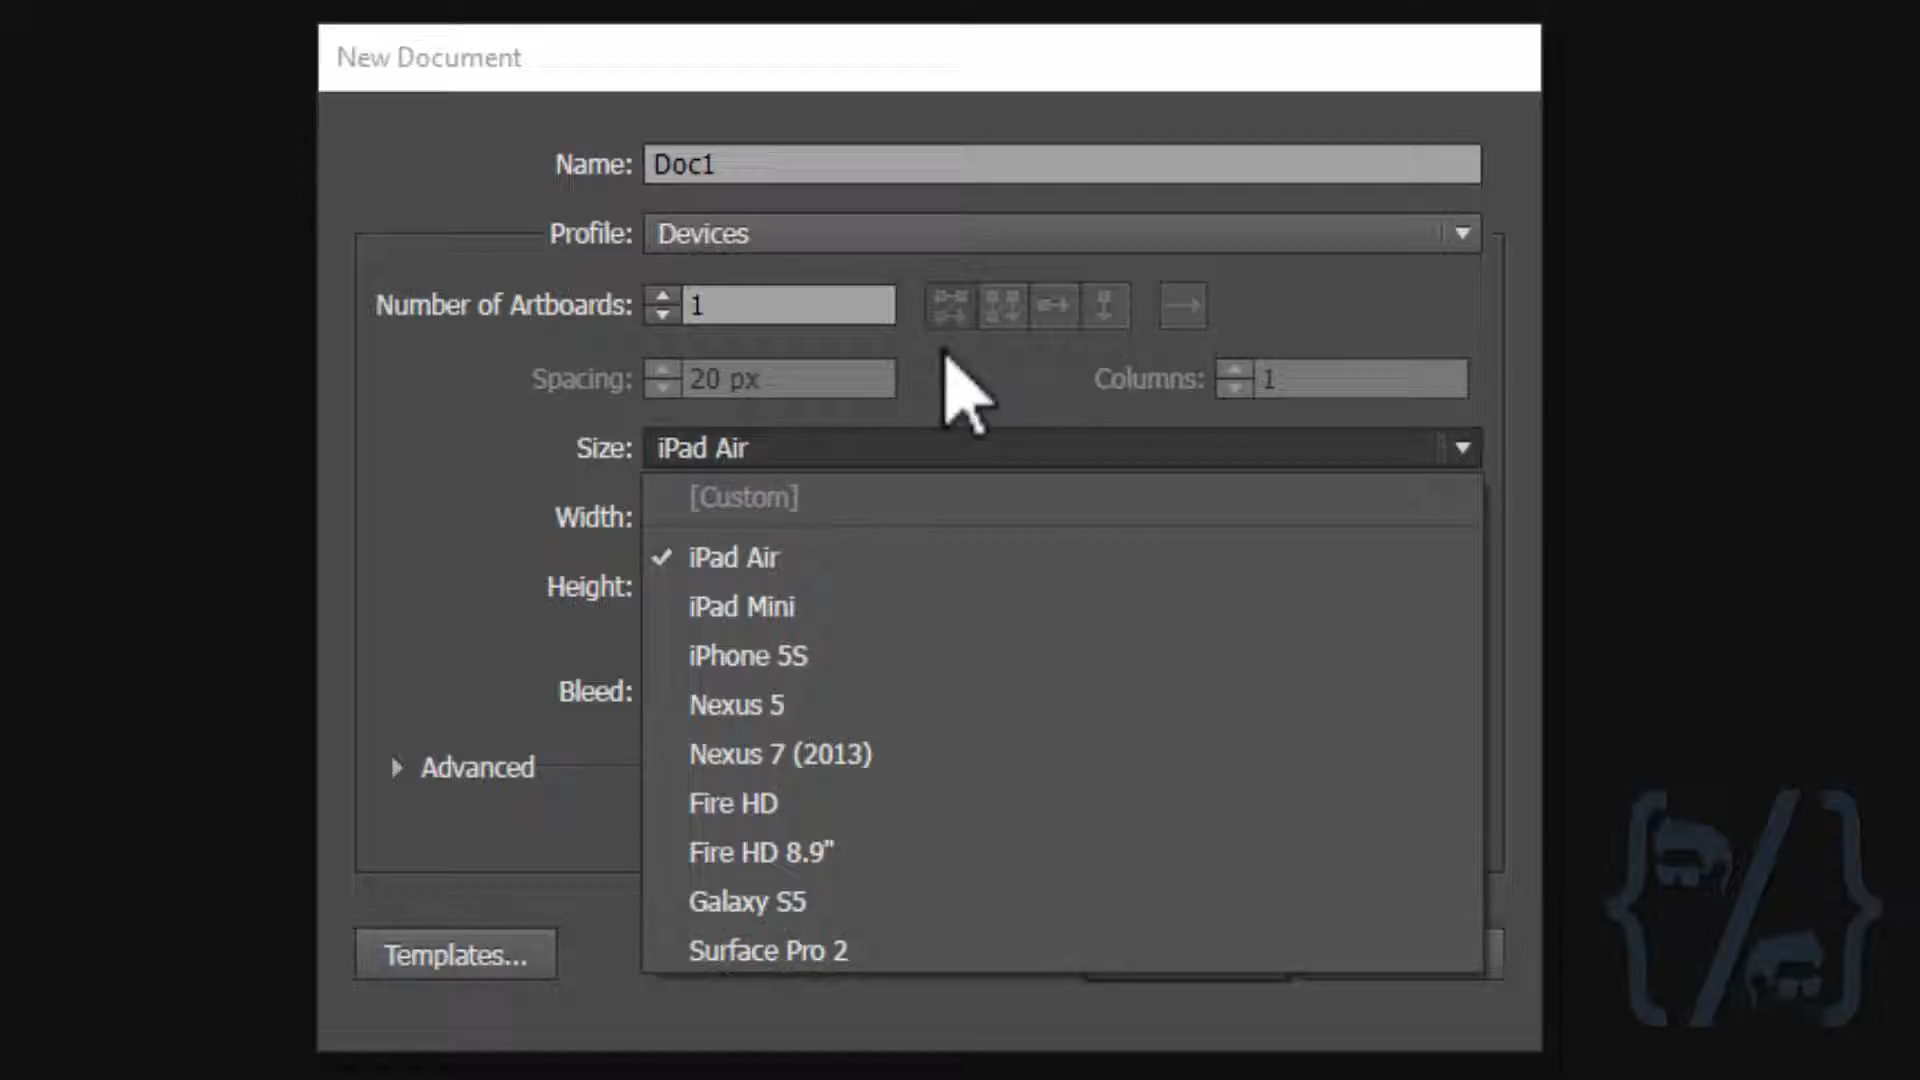 New Document
Name: Doc1
Profile: Devices
Number of Artboards: 1
Spacing: 20 px Columns: 1
Size: iPad Air
[Custom]
Width:
iPad Air
Height:
iPad Mini
iPhone 5S
Bleed:
Nexus 5
Nexus 7 (2013)
Advanced
Fire HD
Fire HD 8.9"
Galaxy S5
Templates...
Surface Pro 2